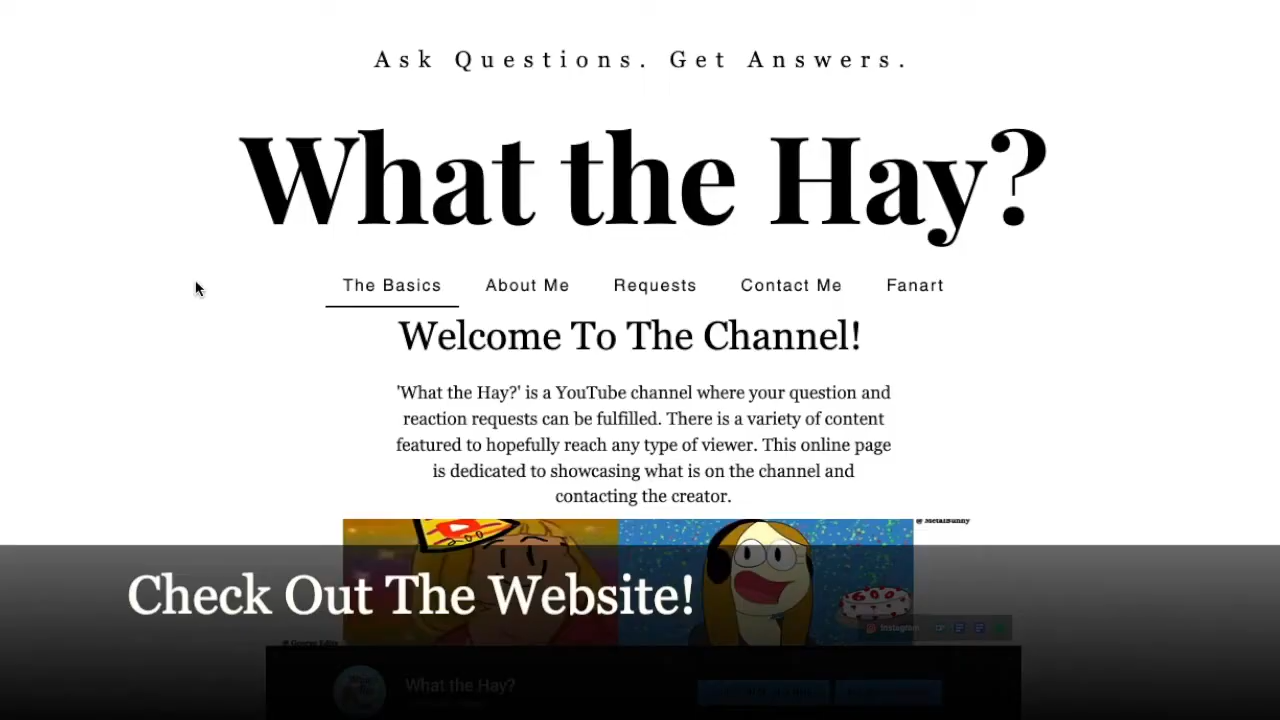 Ask Questions. Get Answers.
What the Hay?
The Basics About Me Requests Contact Me Fanart
Welcome To The Channel!
'What the Hay?' is a YouTube channel where your question and
reaction requests can be fulfilled. There is a variety of content
featured to hopefully reach any type of viewer. This online page
is dedicated to showcasing what is on the channel and
contacting the creator.
@ MetalBunny
600
Check Out The Website!
Instagram
What the Hay?